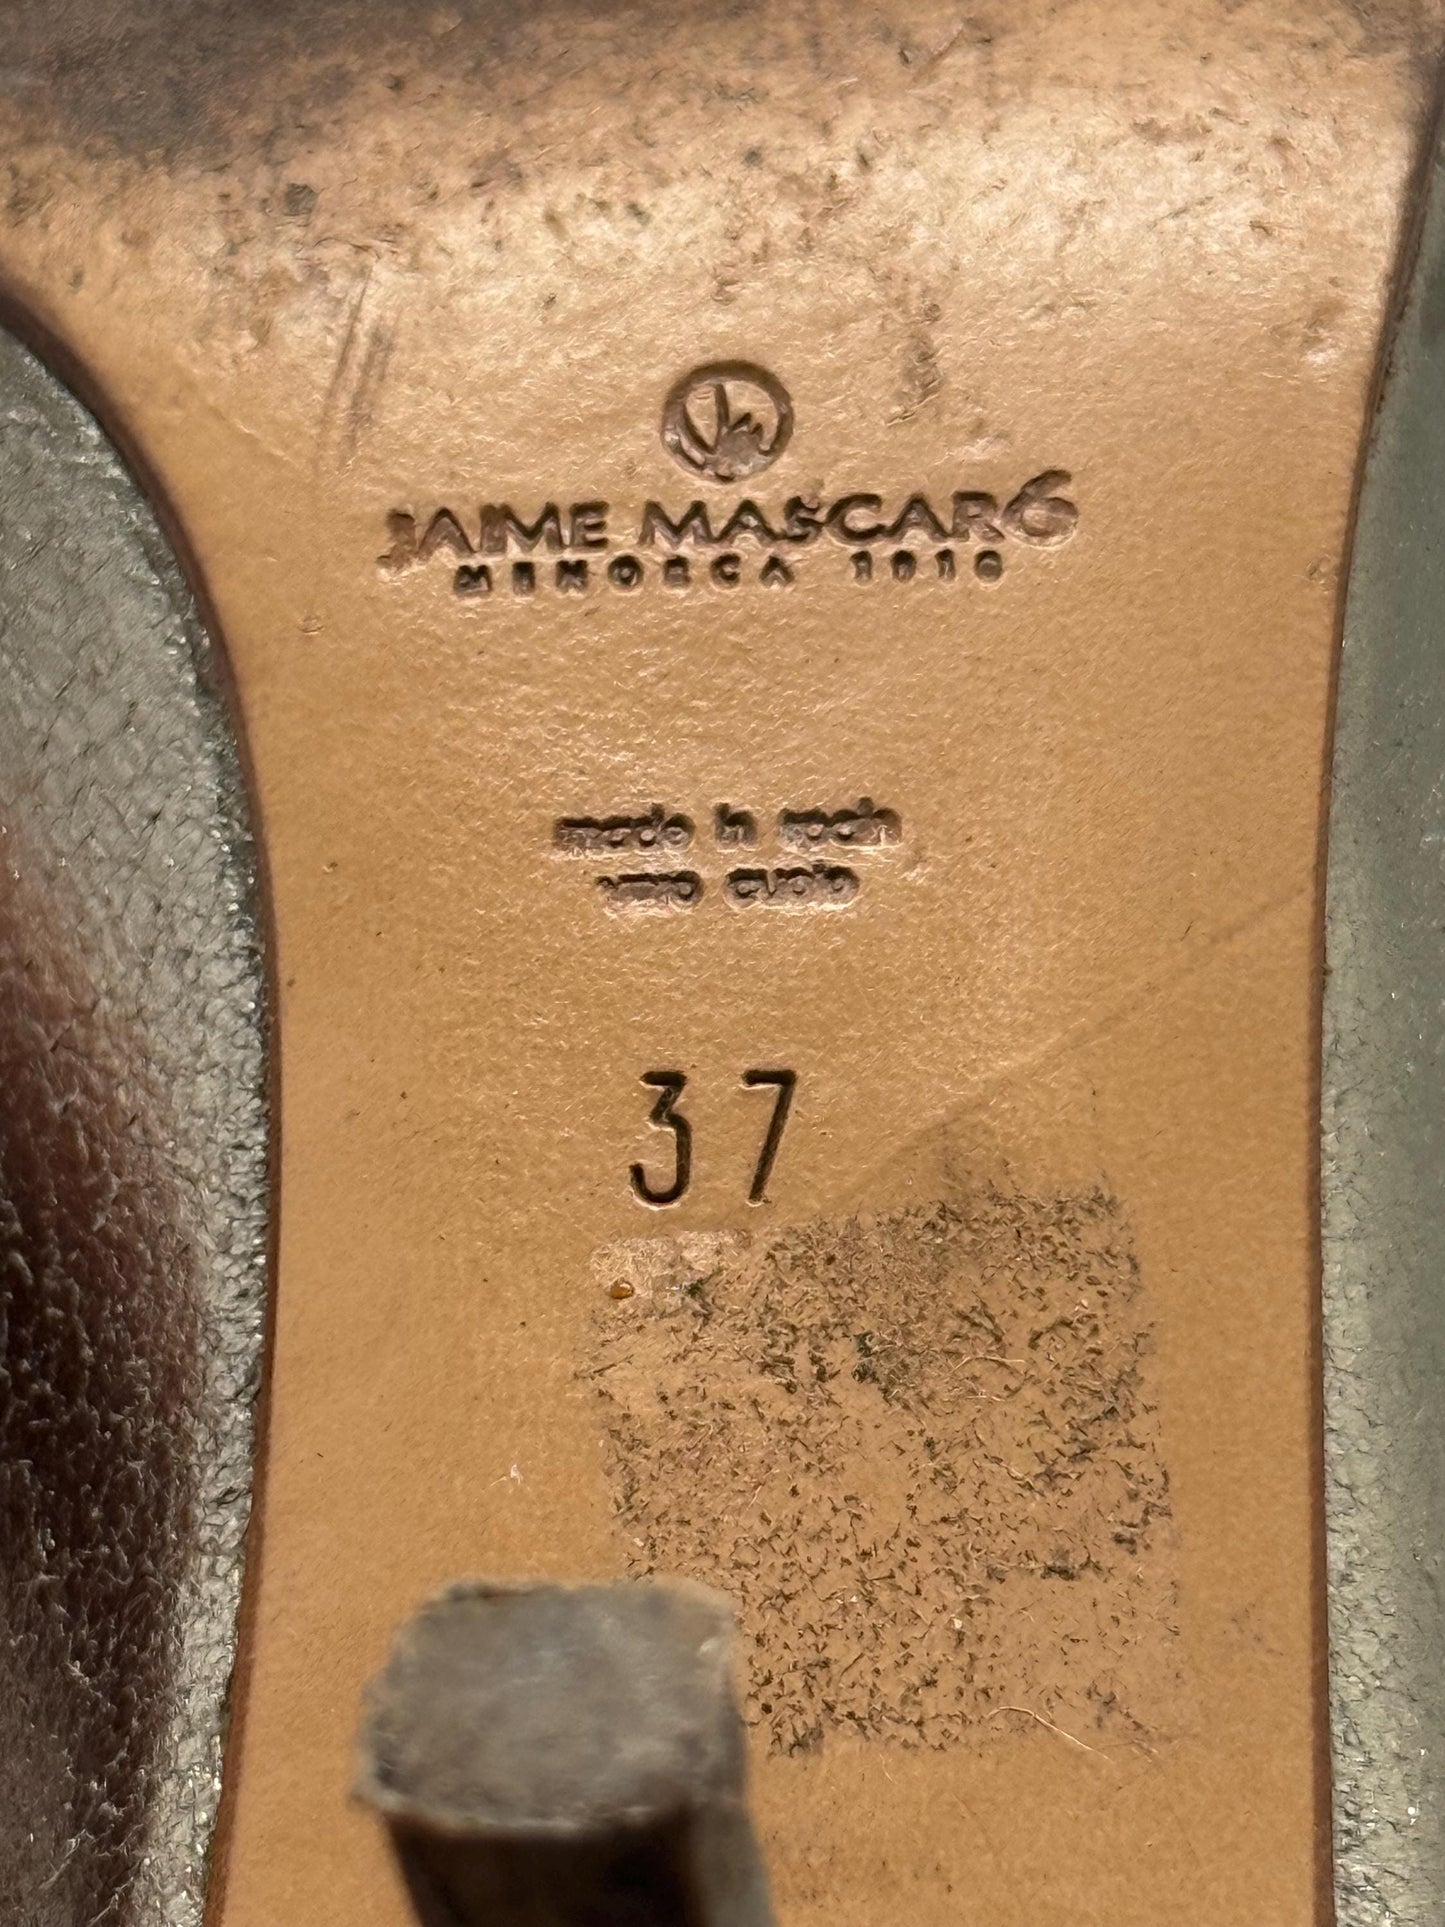 JAIME MASCARÓ
MENORCA 1918
made in spain
vero cuoio
37